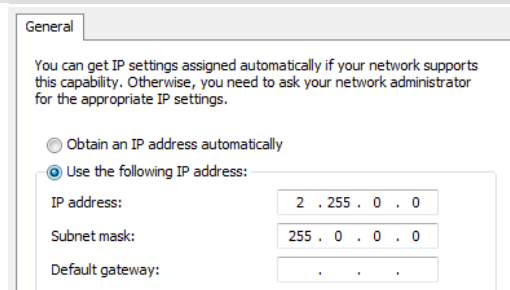 General
You can get IP settings assigned automatically if your network supports
this capability. Otherwise, you need to ask your network administrator
for the appropriate IP settings.
Obtain an IP address automatically
Use the following IP address:
IP address: 2 . 255 . 0 . 0
Subnet mask: 255 . 0 . 0 . 0
Default gateway: . . .